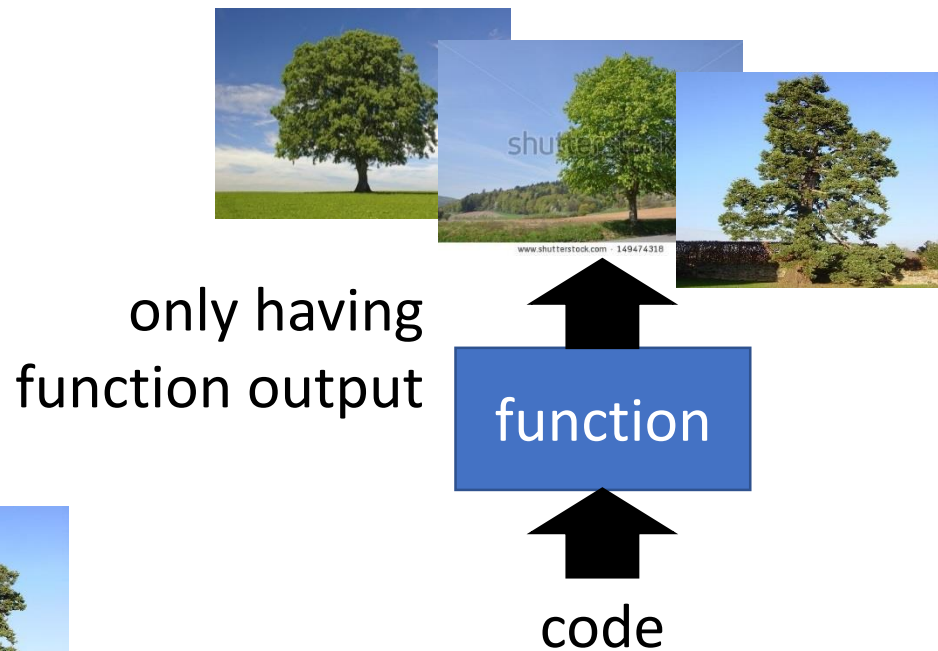 shutterstock
www.shutterstock.com · 149474318
only having
function output
function
code